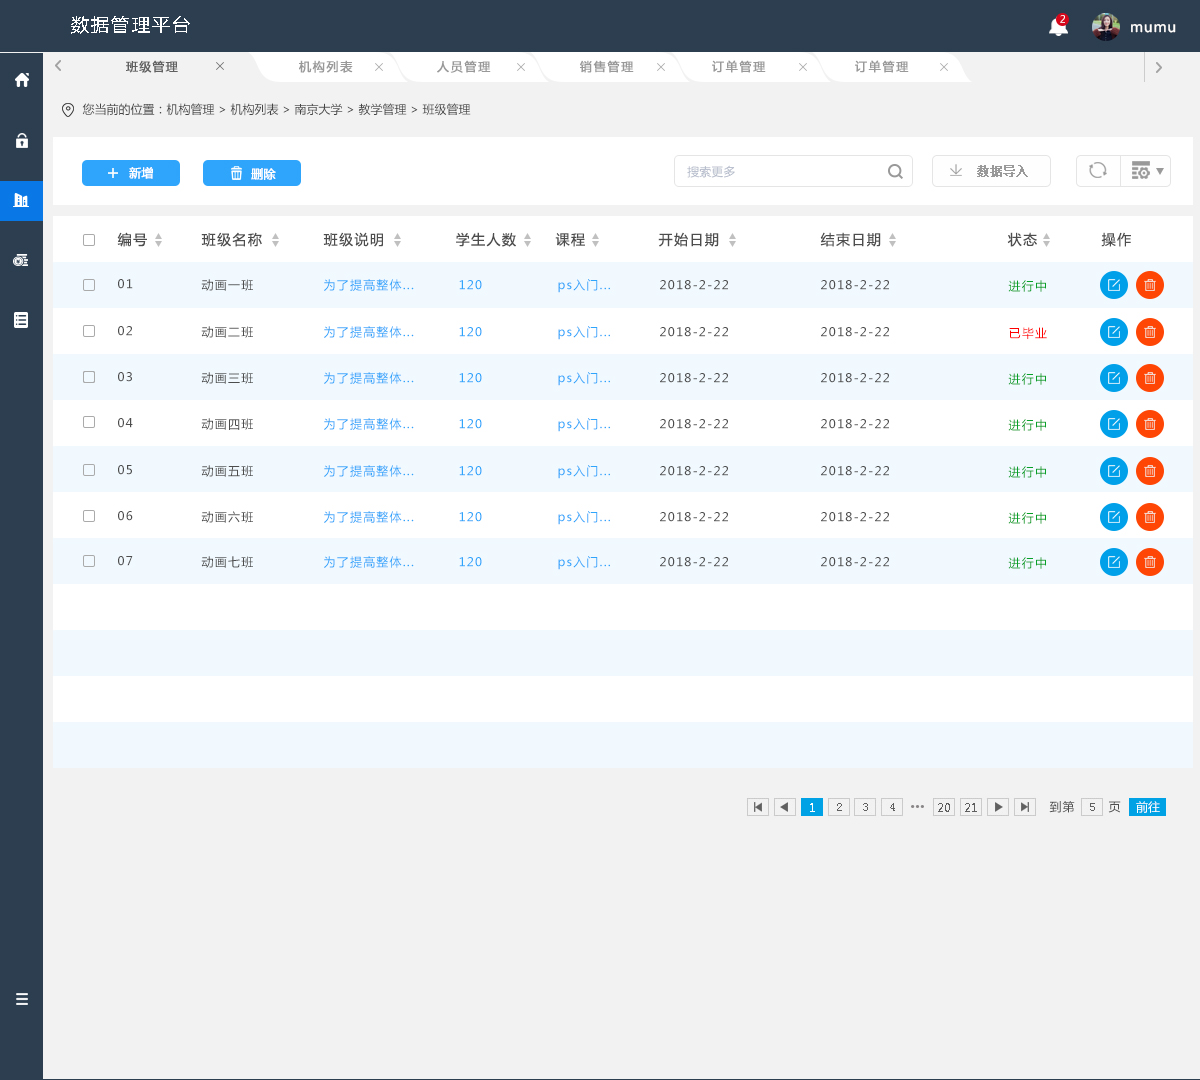 数据管理平台
2
mumu
班级管理 机构列表 人员管理 销售管理 订单管理 订单管理
您当前的位置：机构管理 > 机构列表 > 南京大学 > 教学管理 > 班级管理
新增 删除 搜索更多 数据导入
编号 班级名称 班级说明 学生人数 课程 开始日期 结束日期 状态 操作
01 动画一班 为了提高整体... 120 ps入门... 2018-2-22 2018-2-22 进行中
02 动画二班 为了提高整体... 120 ps入门... 2018-2-22 2018-2-22 已毕业
03 动画三班 为了提高整体... 120 ps入门... 2018-2-22 2018-2-22 进行中
04 动画四班 为了提高整体... 120 ps入门... 2018-2-22 2018-2-22 进行中
05 动画五班 为了提高整体... 120 ps入门... 2018-2-22 2018-2-22 进行中
06 动画六班 为了提高整体... 120 ps入门... 2018-2-22 2018-2-22 进行中
07 动画七班 为了提高整体... 120 ps入门... 2018-2-22 2018-2-22 进行中
1 2 3 4 ••• 20 21 到第 5 页 前往